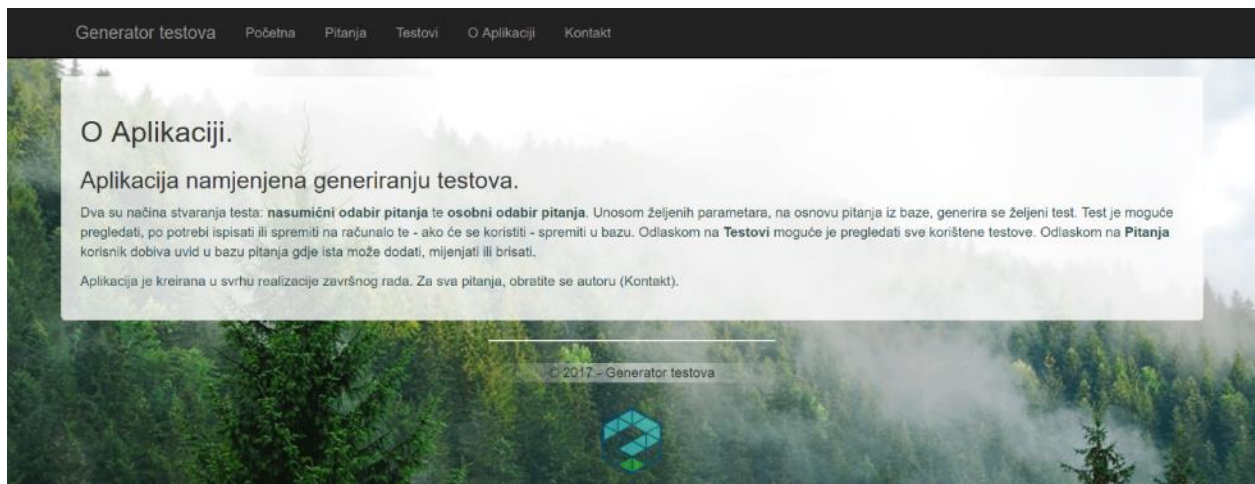 Generator testova Početna Pitanja Testovi O Aplikaciji Kontakt
O Aplikaciji.
Aplikacija namjenjena generiranju testova.
Dva su načina stvaranja testa: nasumični odabir pitanja te osobni odabir pitanja. Unosom željenih parametara, na osnovu pitanja iz baze, generira se željeni test. Test je moguće
pregledati, po potrebi ispisati ili spremiti na računalo te - ako će se koristiti - spremiti u bazu. Odlaskom na Testovi moguće je pregledati sve korištene testove. Odlaskom na Pitanja
korisnik dobiva uvid u bazu pitanja gdje ista može dodati, mijenjati ili brisati.
Aplikacija je kreirana u svrhu realizacije završnog rada. Za sva pitanja, obratite se autoru (Kontakt).
© 2017 - Generator testova